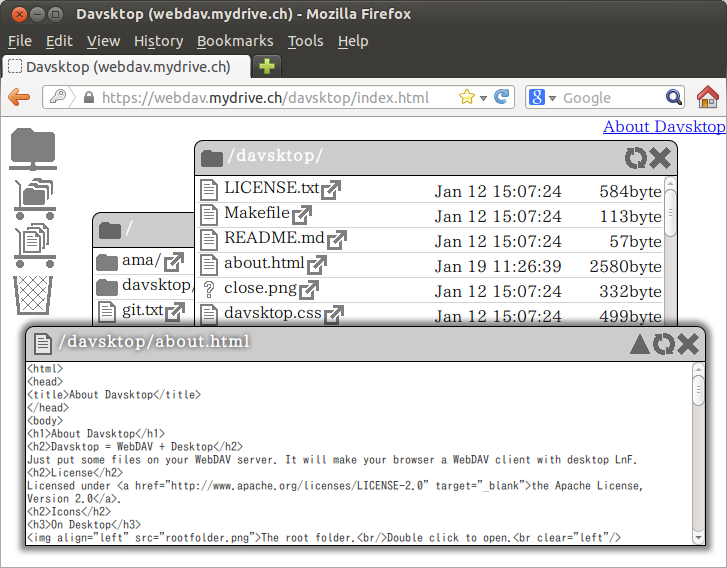 Davsktop (webdav.mydrive.ch) - Mozilla Firefox
File Edit View History Bookmarks Tools Help
Davsktop (webdav.mydrive.ch)
https://webdav.mydrive.ch/davsktop/index.html
Google
About Davsktop
/davsktop/
LICENSE.txt Jan 12 15:07:24 584byte
Makefile Jan 12 15:07:24 113byte
README.md Jan 12 15:07:24 57byte
about.html Jan 19 11:26:39 2580byte
close.png Jan 12 15:07:24 332byte
davsktop.css Jan 12 15:07:24 499byte
/
ama/
davsktop/
git.txt
/davsktop/about.html
<html>
<head>
<title>About Davsktop</title>
</head>
<body>
<h1>About Davsktop</h1>
<h2>Davsktop = WebDAV + Desktop</h2>
Just put some files on your WebDAV server. It will make your browser a WebDAV client with desktop LnF.
<h2>License</h2>
Licensed under <a href="http://www.apache.org/licenses/LICENSE-2.0" target="_blank">the Apache License,
Version 2.0</a>.
<h2>Icons</h2>
<h3>On Desktop</h3>
<img align="left" src="rootfolder.png">The root folder.<br/>Double click to open.<br clear="left"/>